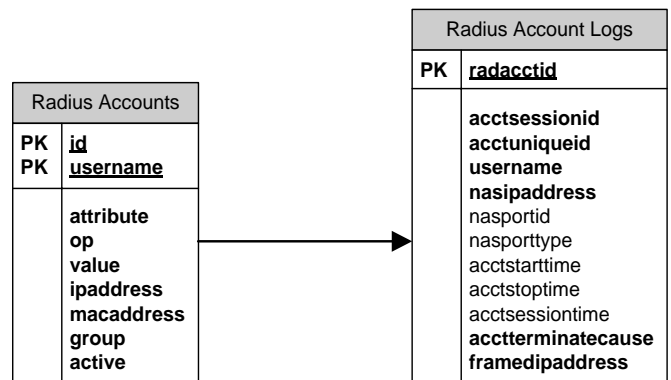 Radius Account Logs
PK radacctid
acctsessionid
acctuniqueid
username
nasipaddress
nasportid
nasporttype
acctstarttime
acctstoptime
acctsessiontime
acctterminatecause
framedipaddress
Radius Accounts
PK id
PK username
attribute
op
value
ipaddress
macaddress
group
active